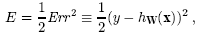 E = \frac{1}{2} Err^2 \equiv \frac{1}{2} (y - h_{\mathbf{W}}(\mathbf{x}))^2 ,